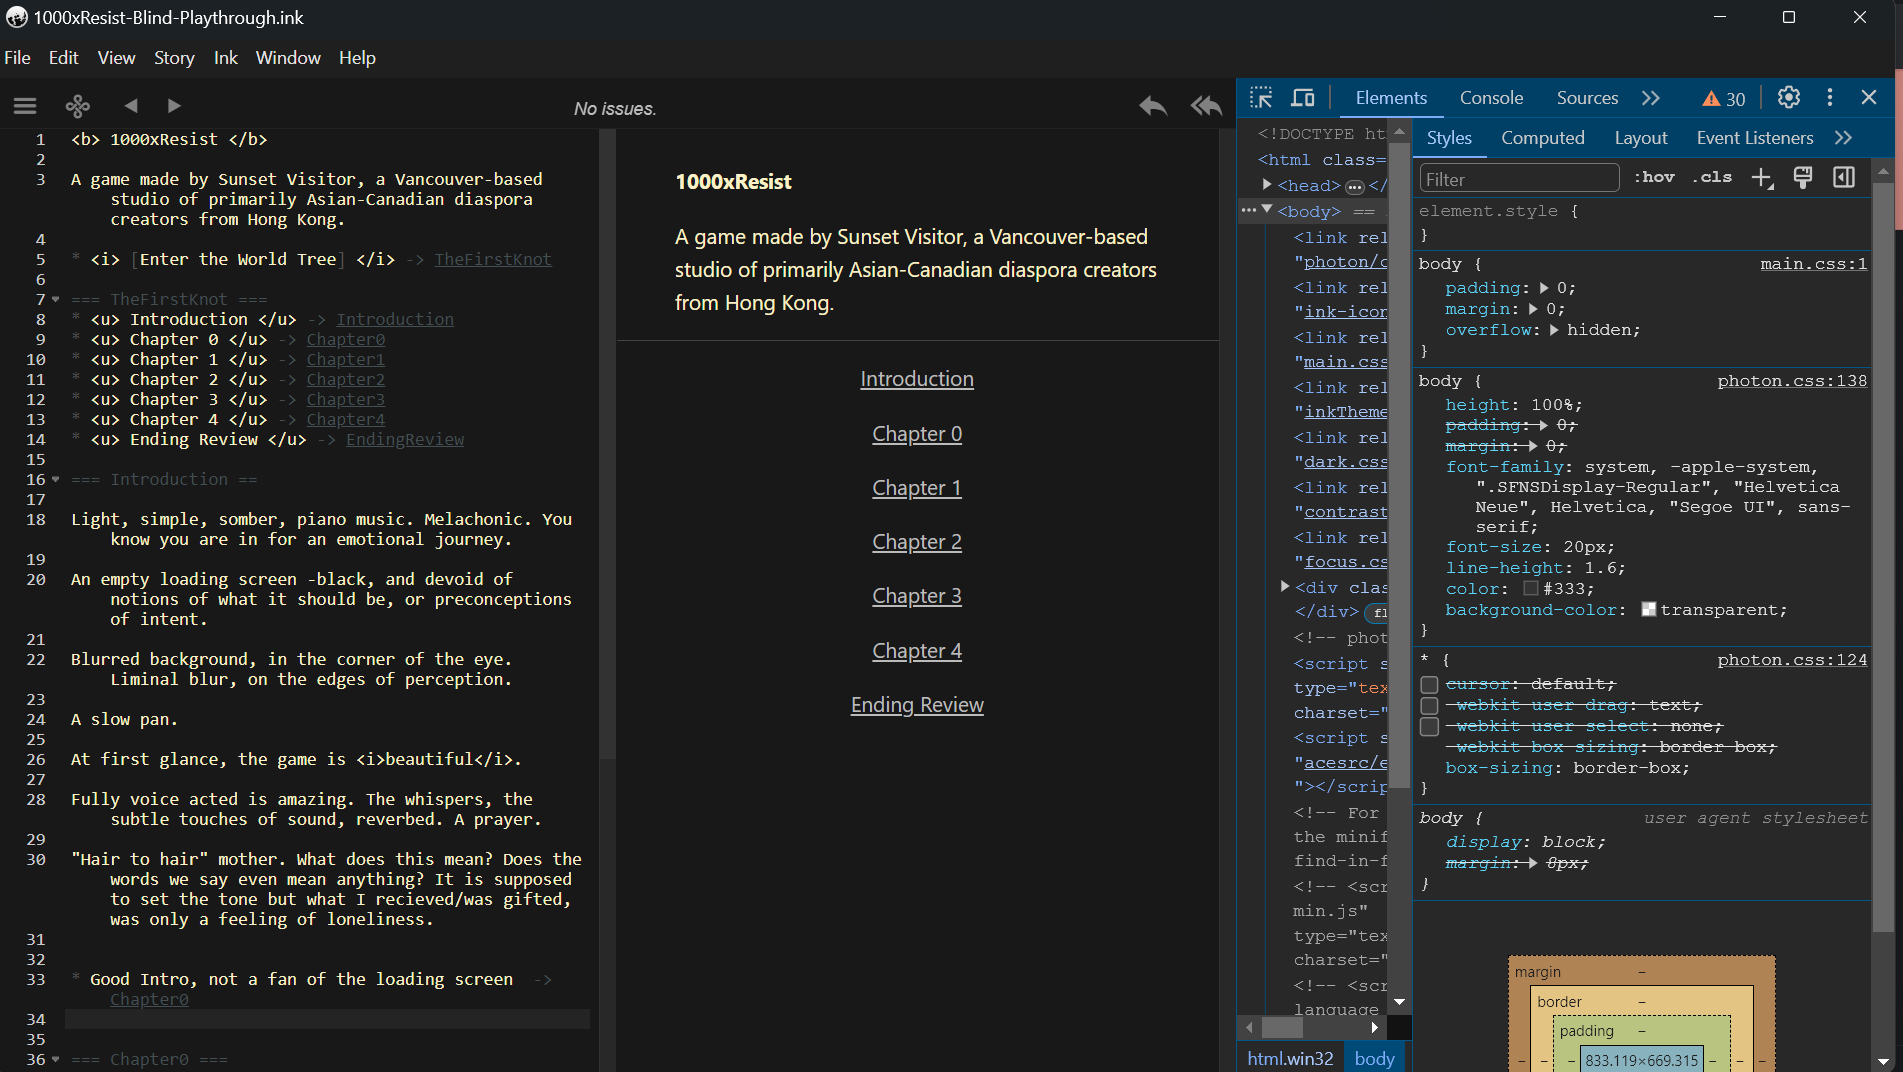 1000xResist-Blind-Playthrough.ink
File Edit View Story Ink Window Help
No issues.
1 <b> 1000xResist </b>
2
3 A game made by Sunset Visitor, a Vancouver-based
studio of primarily Asian-Canadian diaspora
creators from Hong Kong.
4
5 * <i> [Enter the World Tree] </i> -> TheFirstKnot
6
7 === TheFirstKnot ===
8 * <u> Introduction </u> -> Introduction
9 * <u> Chapter 0 </u> -> Chapter0
10 * <u> Chapter 1 </u> -> Chapter1
11 * <u> Chapter 2 </u> -> Chapter2
12 * <u> Chapter 3 </u> -> Chapter3
13 * <u> Chapter 4 </u> -> Chapter4
14 * <u> Ending Review </u> -> EndingReview
15
16 === Introduction ==
17
18 Light, simple, somber, piano music. Melachonic. You
know you are in for an emotional journey.
19
20 An empty loading screen -black, and devoid of
notions of what it should be, or preconceptions
of intent.
21
22 Blurred background, in the corner of the eye.
Liminal blur, on the edges of perception.
23
24 A slow pan.
25
26 At first glance, the game is <i>beautiful</i>.
27
28 Fully voice acted is amazing. The whispers, the
subtle touches of sound, reverbed. A prayer.
29
30 "Hair to hair" mother. What does this mean? Does the
words we say even mean anything? It is supposed
to set the tone but what I recieved/was gifted,
was only a feeling of loneliness.
31
32
33 * Good Intro, not a fan of the loading screen ->
Chapter0
34
35
36 === Chapter0 ===
1000xResist
A game made by Sunset Visitor, a Vancouver-based
studio of primarily Asian-Canadian diaspora creators
from Hong Kong.
Introduction
Chapter 0
Chapter 1
Chapter 2
Chapter 3
Chapter 4
Ending Review
Elements Console Sources 30
<!DOCTYPE ht
<html class=
<head> </
<body> ==
<link rel
"photon/c
<link rel
"ink-icon
<link rel
"main.css
<link rel
"inkTheme
<link rel
"dark.css
<link rel
"contrast
<link rel
"focus.cs
<div clas
</div> fl
<!-- phot
<script s
type="tex
charset="
<script s
"acesrc/e
"></scrip
<!-- For
the minif
find-in-f
<!-- <scr
min.js"
type="tex
charset="
<!-- <scr
language
html.win32 body
Styles Computed Layout Event Listeners
Filter :hov .cls
element.style {
}
body { main.css:1
padding: 0;
margin: 0;
overflow: hidden;
}
body { photon.css:138
height: 100%;
padding: 0;
margin: 0;
font-family: system, -apple-system,
".SFNSDisplay-Regular", "Helvetica
Neue", Helvetica, "Segoe UI", sans-
serif;
font-size: 20px;
line-height: 1.6;
color: #333;
background-color: transparent;
}
* { photon.css:124
cursor: default;
-webkit-user-drag: text;
-webkit-user-select: none;
-webkit-box-sizing: border-box;
box-sizing: border-box;
}
body { user agent stylesheet
display: block;
margin: 8px;
}
margin –
border –
padding –
– – – 833.119×669.315 – – –